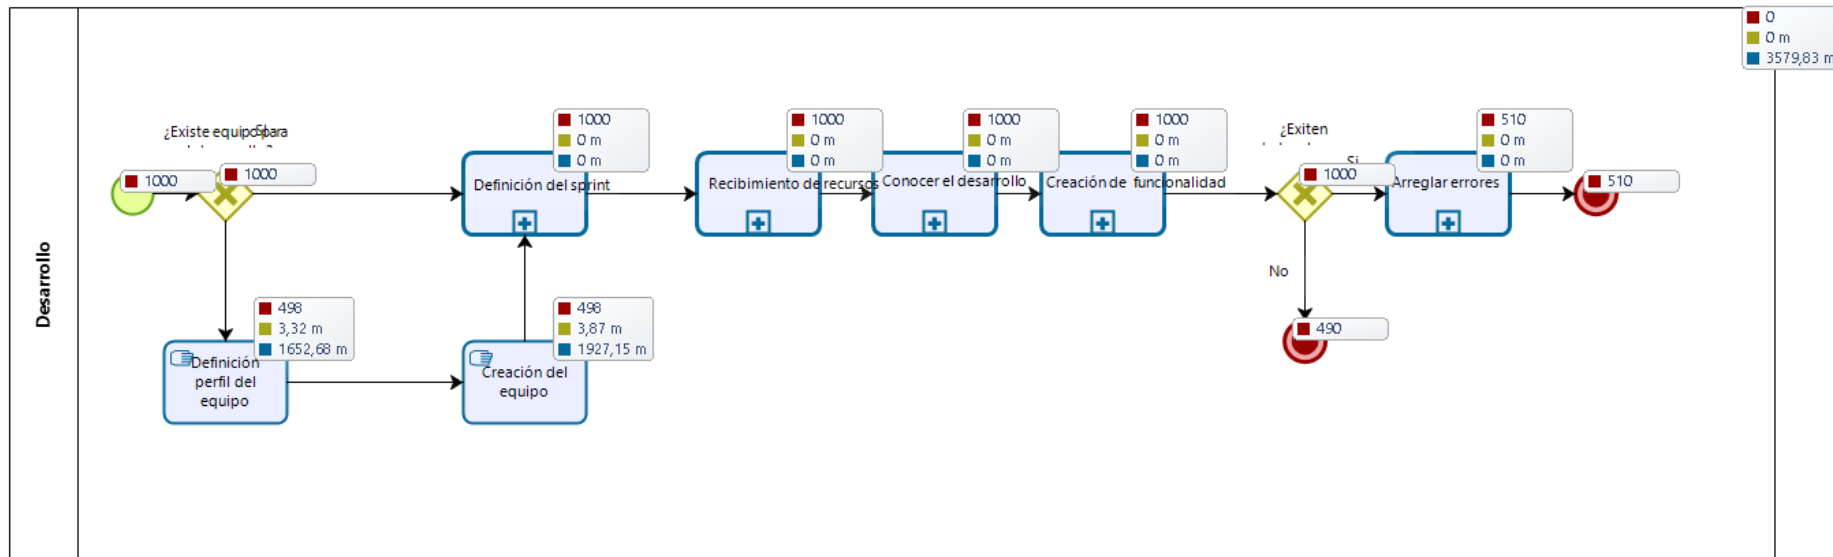 0
0 m
3579,83 m
Desarrollo
¿Existe equipo para
Si
1000
1000
1000
0 m
0 m
Definición del sprint
1000
0 m
0 m
Recibimiento de recursos
1000
0 m
0 m
Conocer el desarrollo
1000
0 m
0 m
Creación de funcionalidad
¿Exiten
Si
1000
510
0 m
0 m
Arreglar errores
510
No
490
498
3,32 m
1652,68 m
Definición
perfil del
equipo
498
3,87 m
1927,15 m
Creación del
equipo